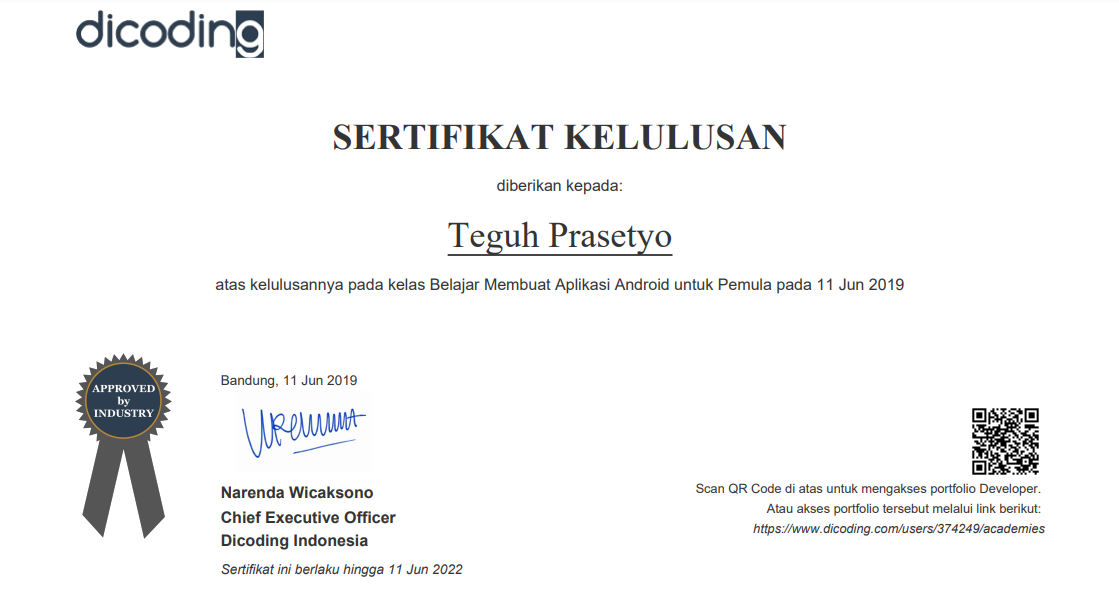 dicoding
SERTIFIKAT KELULUSAN
diberikan kepada:
Teguh Prasetyo
atas kelulusannya pada kelas Belajar Membuat Aplikasi Android untuk Pemula pada 11 Jun 2019
APPROVED
by
INDUSTRY
Bandung, 11 Jun 2019
Narenda Wicaksono
Chief Executive Officer
Dicoding Indonesia
Sertifikat ini berlaku hingga 11 Jun 2022
Scan QR Code di atas untuk mengakses portfolio Developer.
Atau akses portfolio tersebut melalui link berikut:
https://www.dicoding.com/users/374249/academies